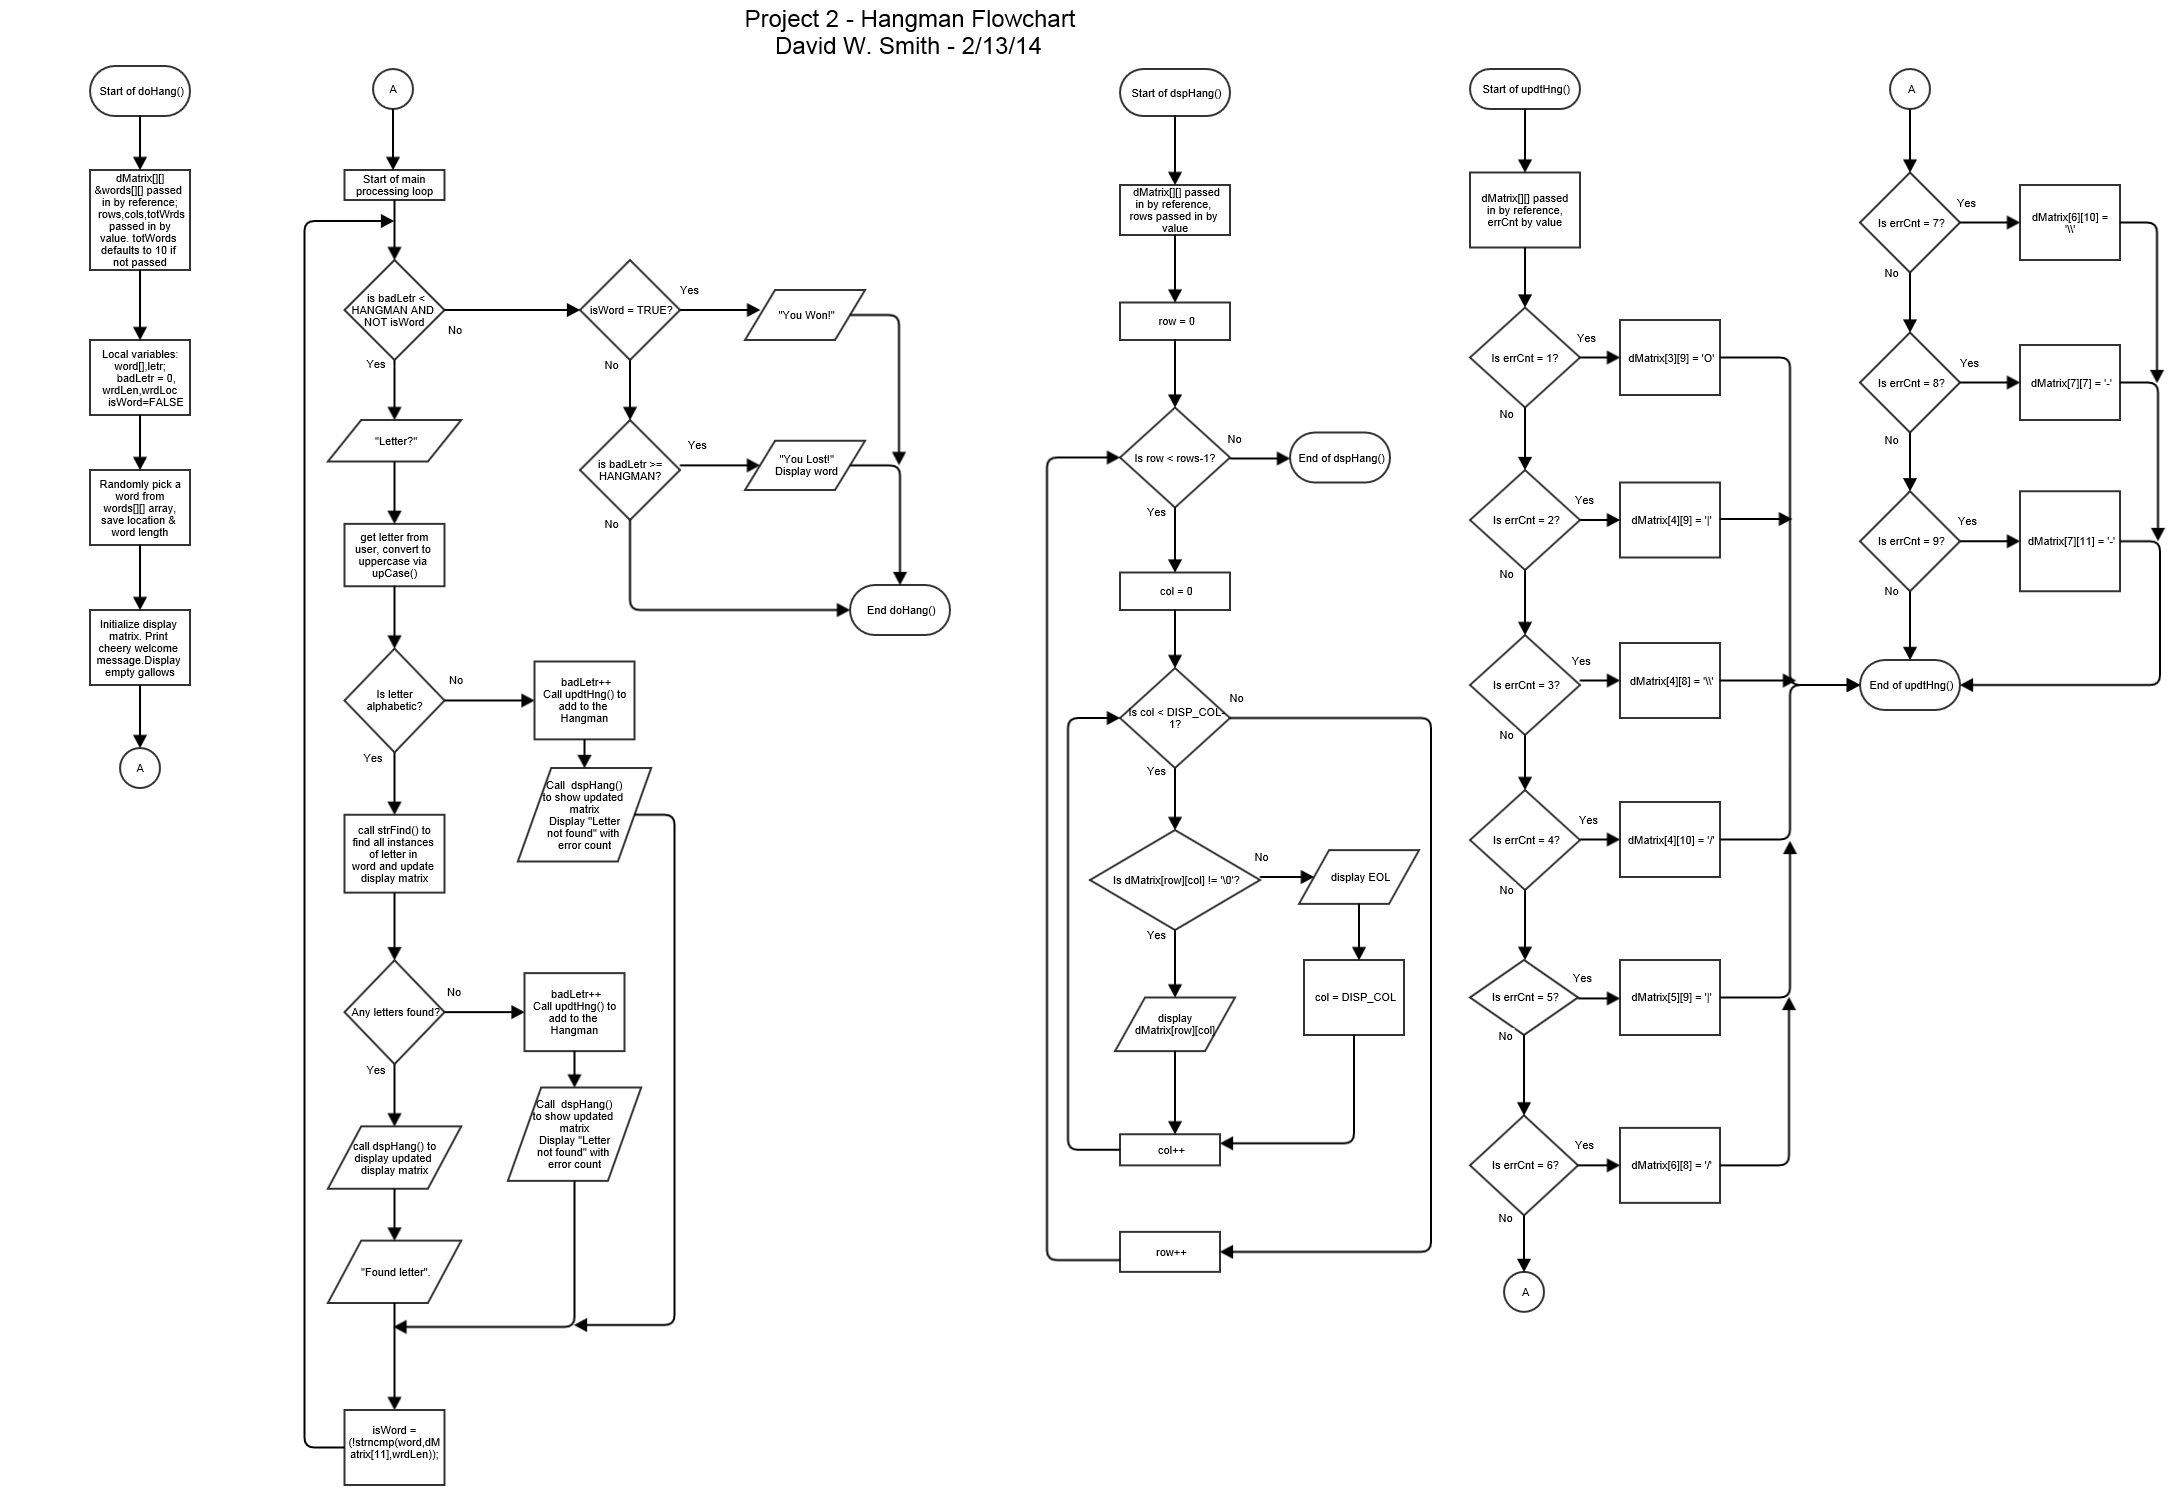 Project 2 - Hangman Flowchart
David W. Smith - 2/13/14
Start of doHang()
dMatrix[][]
&words[][] passed
in by reference;
rows,cols,totWrds
passed in by
value. totWords
defaults to 10 if
not passed
Local variables:
word[],letr;
badLetr = 0,
wrdLen,wrdLoc
isWord=FALSE
Randomly pick a
word from
words[][] array,
save location &
word length
Initialize display
matrix. Print
cheery welcome
message.Display
empty gallows
A
A
Start of main
processing loop
is badLetr <
HANGMAN AND
NOT isWord
No
Yes
isWord = TRUE?
Yes
"You Won!"
No
is badLetr >=
HANGMAN?
Yes
"You Lost!"
Display word
No
End doHang()
"Letter?"
get letter from
user, convert to
uppercase via
upCase()
Is letter
alphabetic?
No
badLetr++
Call updtHng() to
add to the
Hangman
Call  dspHang()
to show updated
matrix
Display "Letter
not found" with
error count
Yes
call strFind() to
find all instances
of letter in
word and update
display matrix
Any letters found?
No
badLetr++
Call updtHng() to
add to the
Hangman
Call  dspHang()
to show updated
matrix
Display "Letter
not found" with
error count
Yes
call dspHang() to
display updated
display matrix
"Found letter".
isWord =
(!strncmp(word,dM
atrix[11],wrdLen));
Start of dspHang()
dMatrix[][] passed
in by reference,
rows passed in by
value
row = 0
Is row < rows-1?
No
End of dspHang()
Yes
col = 0
Is col < DISP_COL-
1?
No
Yes
Is dMatrix[row][col] != '\0'?
No
display EOL
col = DISP_COL
Yes
display
dMatrix[row][col]
col++
row++
Start of updtHng()
dMatrix[][] passed
in by reference,
errCnt by value
Is errCnt = 1?
Yes
dMatrix[3][9] = 'O'
No
Is errCnt = 2?
Yes
dMatrix[4][9] = '|'
No
Is errCnt = 3?
Yes
dMatrix[4][8] = '\\'
No
Is errCnt = 4?
Yes
dMatrix[4][10] = '/'
No
Is errCnt = 5?
Yes
dMatrix[5][9] = '|'
No
Is errCnt = 6?
Yes
dMatrix[6][8] = '/'
No
A
A
Is errCnt = 7?
Yes
dMatrix[6][10] =
'\\'
No
Is errCnt = 8?
Yes
dMatrix[7][7] = '-'
No
Is errCnt = 9?
Yes
dMatrix[7][11] = '-'
No
End of updtHng()